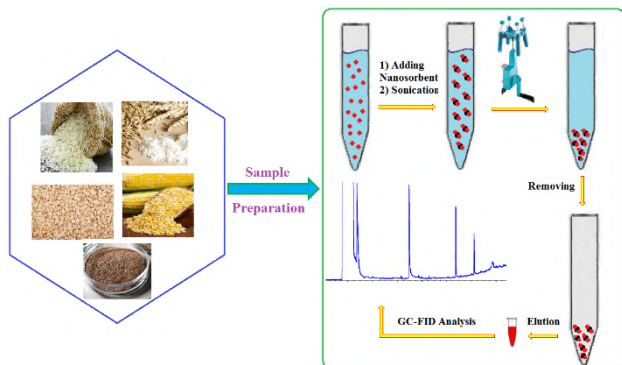 1) Adding
Nanosorbent
2) Sonication
Sample
Preparation
Removing
GC-FID Analysis
Elution